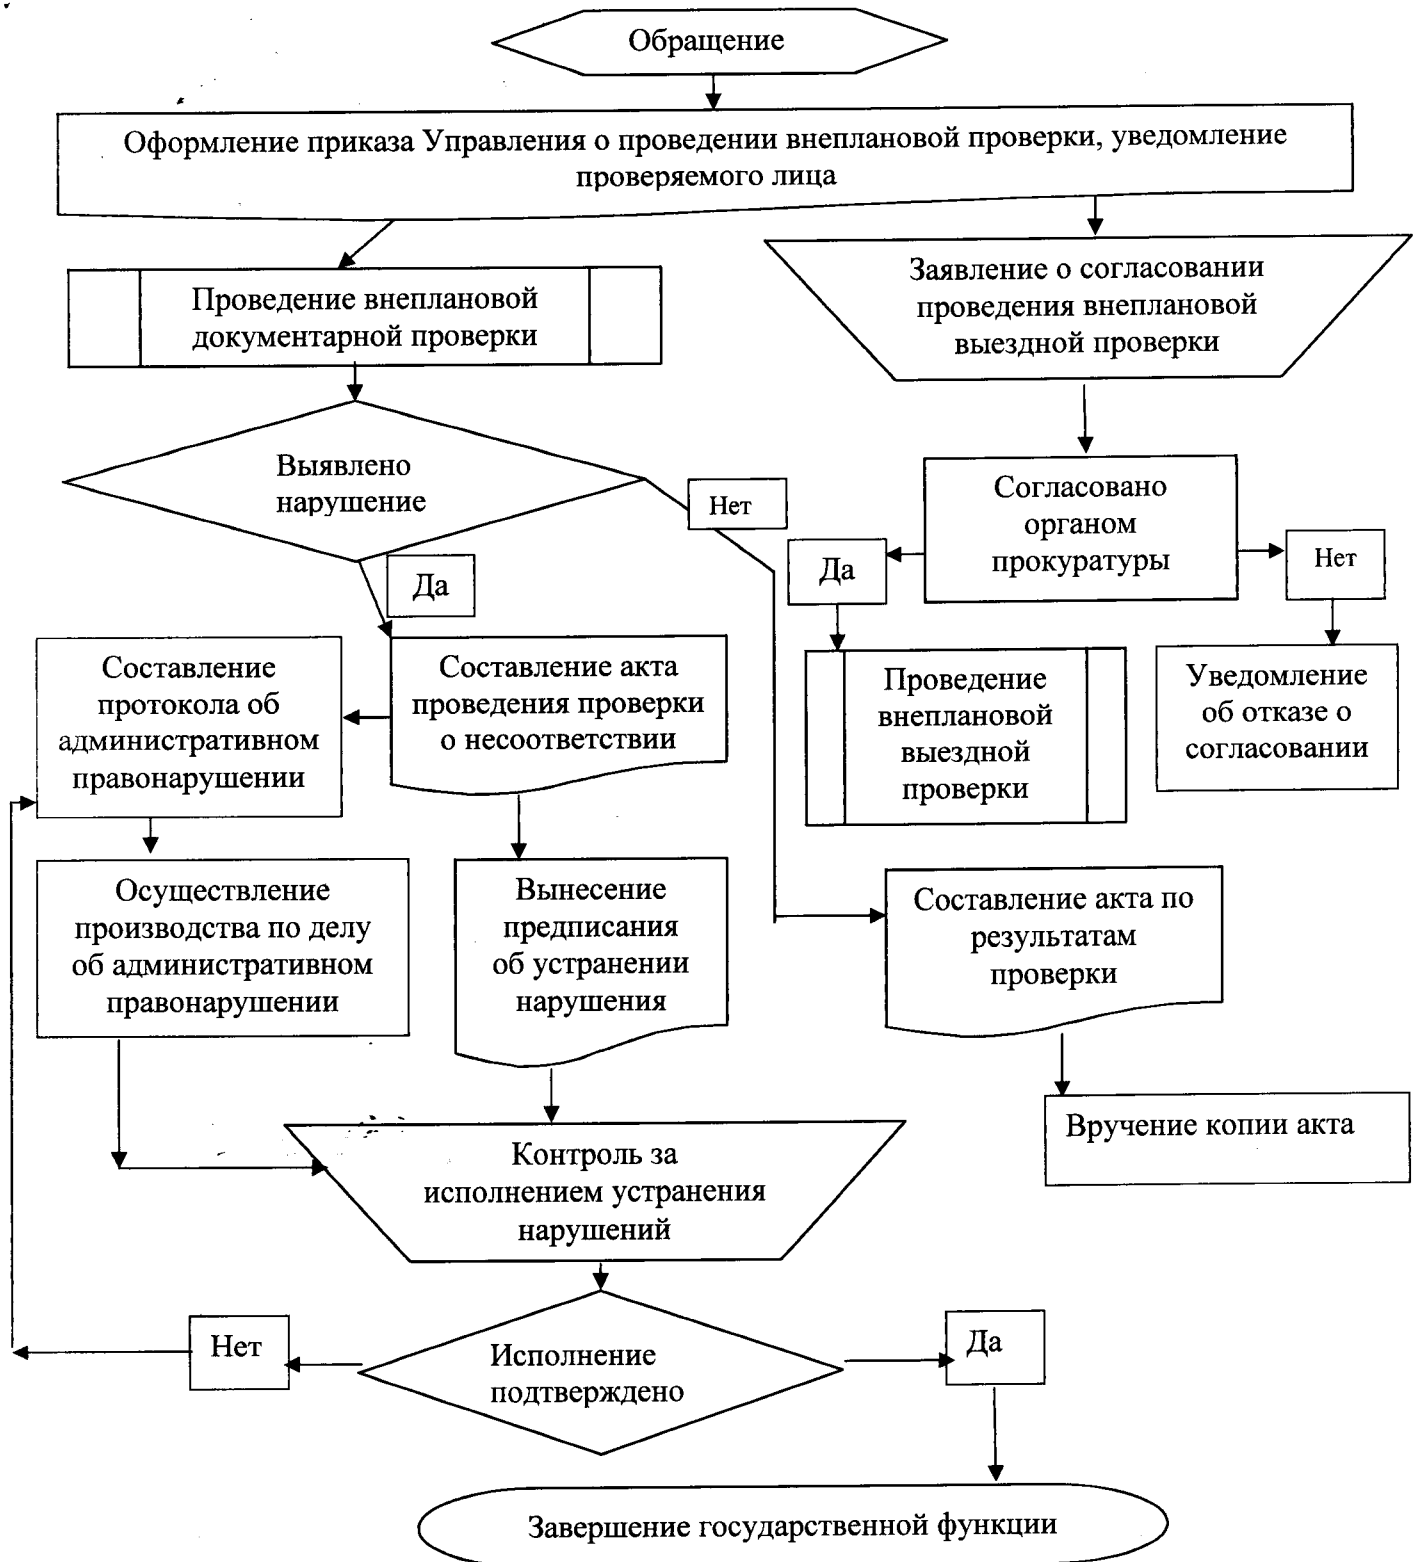 Обращение
Оформление приказа Управления о проведении внеплановой проверки, уведомление
проверяемого лица
Проведение внеплановой
документарной проверки
Заявление о согласовании
проведения внеплановой
выездной проверки
Выявлено
нарушение
Нет
Да
Согласовано
органом
прокуратуры
Да
Нет
Составление
протокола об
административном
правонарушении
Составление акта
проведения проверки
о несоответствии
Проведение
внеплановой
выездной
проверки
Уведомление
об отказе о
согласовании
Осуществление
производства по делу
об административном
правонарушении
Вынесение
предписания
об устранении
нарушения
Составление акта по
результатам
проверки
Вручение копии акта
Контроль за
исполнением устранения
нарушений
Нет
Исполнение
подтверждено
Да
Завершение государственной функции